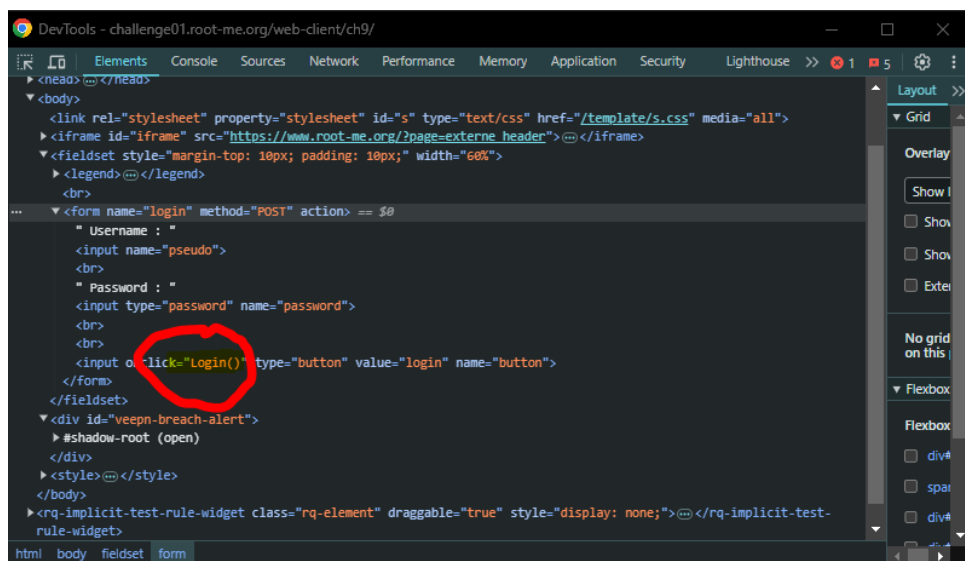 DevTools - challenge01.root-me.org/web-client/ch9/
Elements Console Sources Network Performance Memory Application Security Lighthouse 1 5
<head> ... </head>
<body>
<link rel="stylesheet" property="stylesheet" id="s" type="text/css" href="/template/s.css" media="all">
<iframe id="iframe" src="https://www.root-me.org/?page=externe_header"> ... </iframe>
<fieldset style="margin-top: 10px; padding: 10px;" width="60%">
<legend> ... </legend>
<br>
... <form name="login" method="POST" action> == $0
" Username : "
<input name="pseudo">
<br>
" Password : "
<input type="password" name="password">
<br>
<br>
<input onclick="Login()" type="button" value="login" name="button">
</form>
</fieldset>
<div id="veepn-breach-alert">
#shadow-root (open)
</div>
<style> ... </style>
</body>
<rq-implicit-test-rule-widget class="rq-element" draggable="true" style="display: none;"> ... </rq-implicit-test-
rule-widget>
html body fieldset form
Layout
Grid
Overlay
Show
No grid
on this
Flexbox
Flexbox
div#
div#